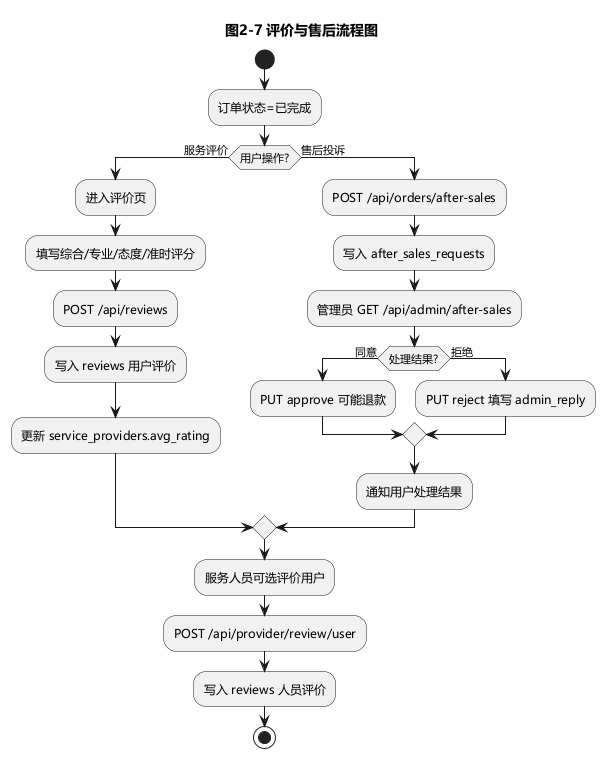 图2-7 评价与售后流程图
订单状态=已完成
用户操作?
服务评价
售后投诉
进入评价页
填写综合/专业/态度/准时评分
POST /api/reviews
写入 reviews 用户评价
更新 service_providers.avg_rating
POST /api/orders/after-sales
写入 after_sales_requests
管理员 GET /api/admin/after-sales
处理结果?
同意
拒绝
PUT approve 可能退款
PUT reject 填写 admin_reply
通知用户处理结果
服务人员可选评价用户
POST /api/provider/review/user
写入 reviews 人员评价